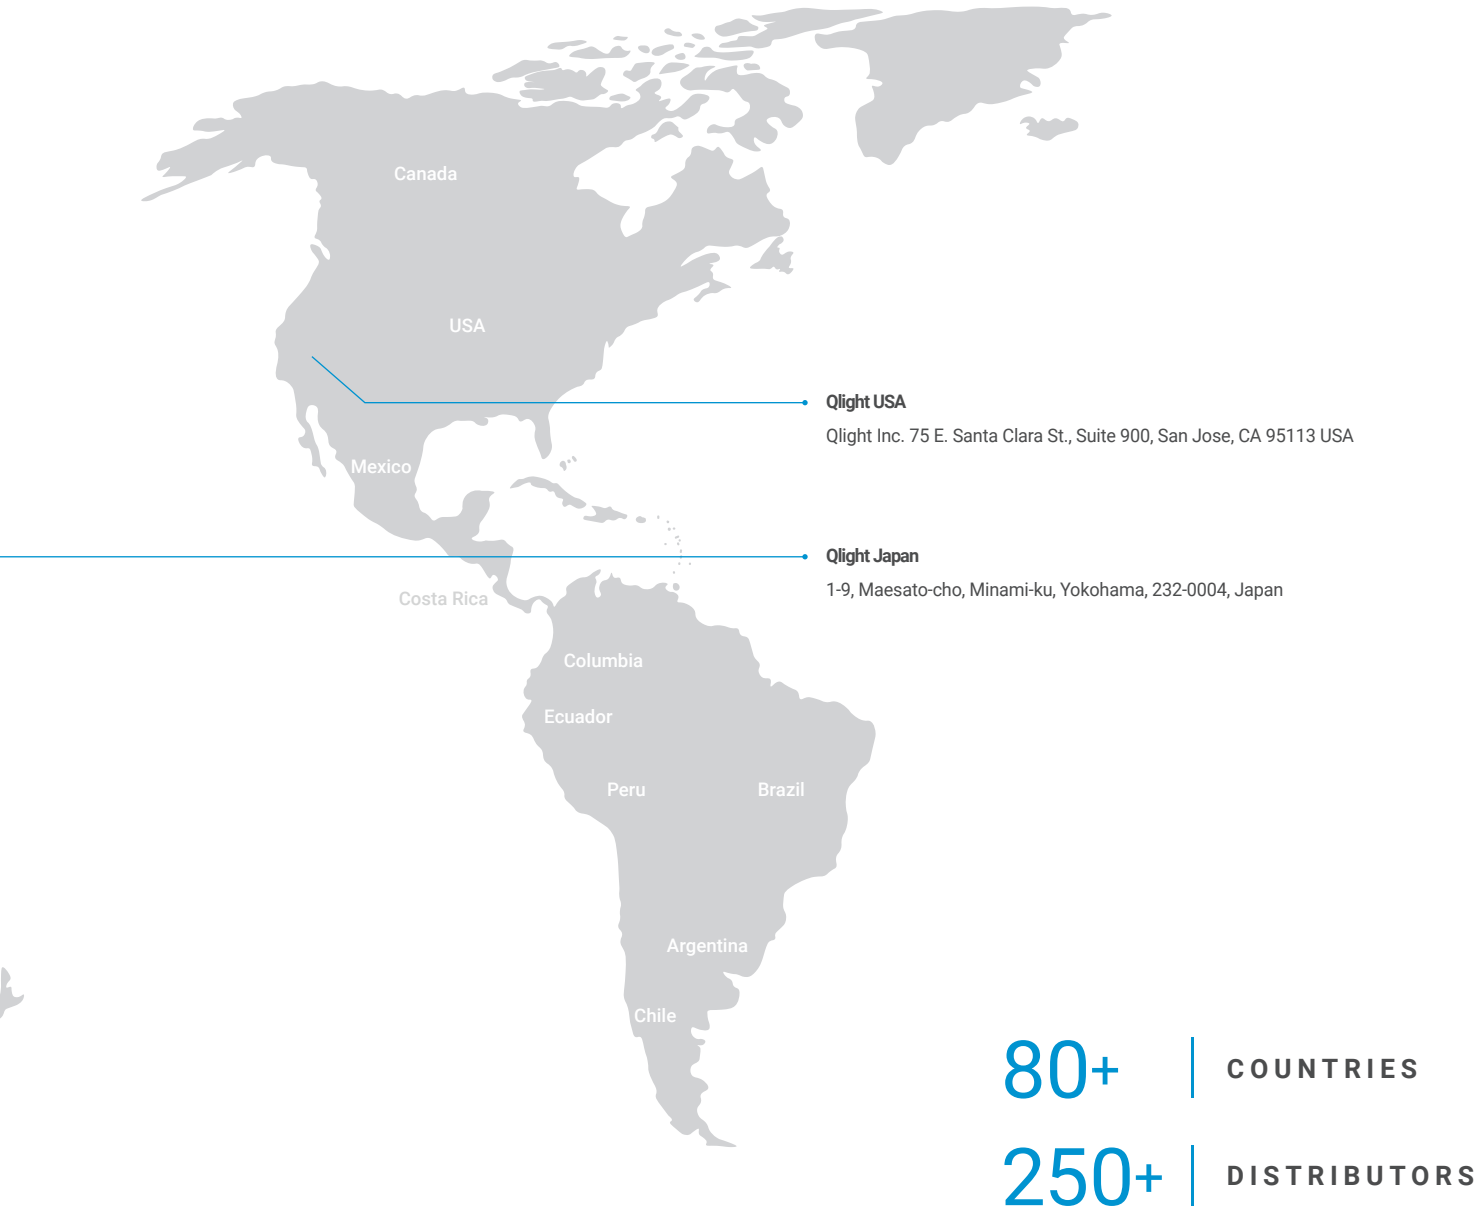 Canada
USA
Qlight USA
Qlight Inc. 75 E. Santa Clara St., Suite 900, San Jose, CA 95113 USA
Mexico
Qlight Japan
1-9, Maesato-cho, Minami-ku, Yokohama, 232-0004, Japan
Costa Rica
Columbia
Ecuador
Peru
Brazil
Argentina
Chile
80+ COUNTRIES
250+ DISTRIBUTORS